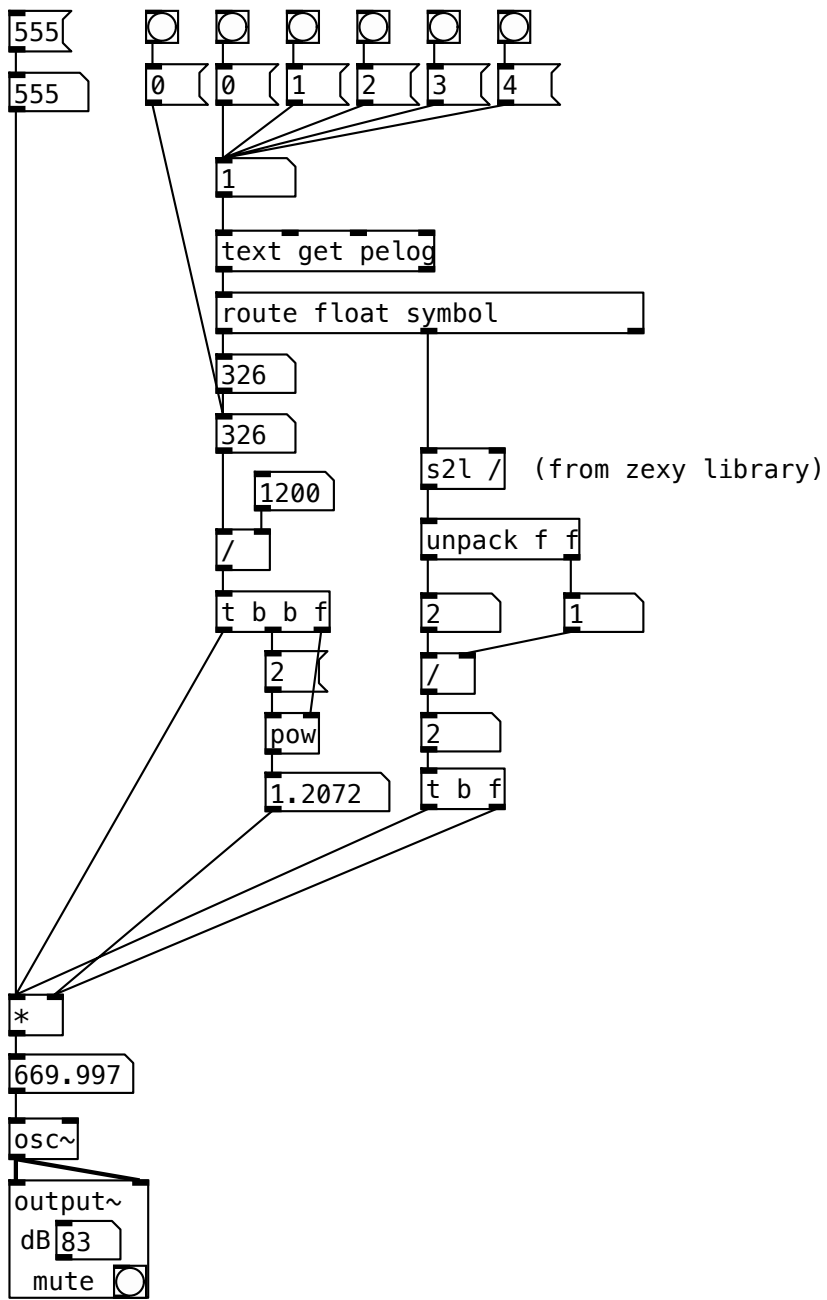 555
555
0
0
1
2
3
4
1
text get pelog
route float symbol
326
326
s2l / (from zexy library)
1200
/
unpack f f
t b b f
2
1
2
/
pow
2
1.2072
t b f
*
669.997
osc~
output~
dB 83
mute